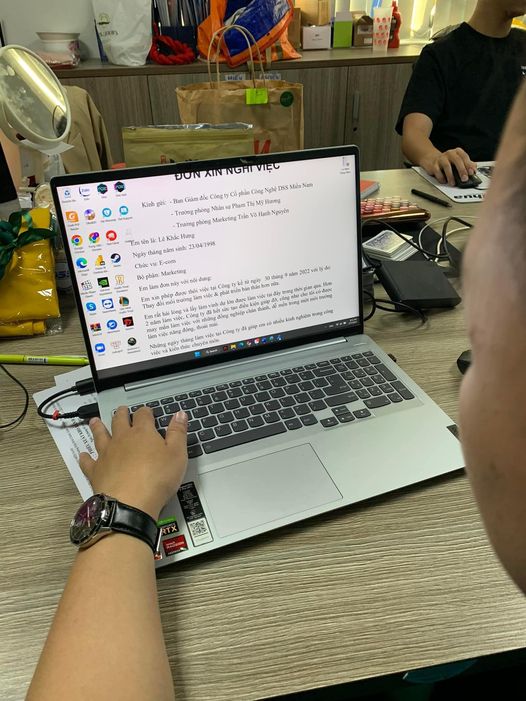 ĐƠN XIN NGHỈ VIỆC
Kính gửi: - Ban Giám đốc Công ty Cổ phần Công Nghệ DSS Miền Nam
- Trương phòng Nhân sự Phạm Thị Mỹ Hương
- Trương phòng Marketing Trần Võ Hạnh Nguyên
Em tên là: Lê Khắc Hưng
Ngày tháng năm sinh: 23/04/1998
Chức vụ: E-com
Bộ phận: Marketing
Em làm đơn này với nội dung:
Em xin phép được thôi việc tại Công ty kể từ ngày 30 tháng 9 năm 2022 với lý do
Thay đổi môi trường làm việc & phát triển bản thân hơn nữa
Em rất hài lòng và lấy làm vinh dự khi được làm việc tại đây trong thời gian qua. Hơn
2 năm làm việc, Công ty đã hết sức tạo điều kiện giúp đỡ, cũng như cho tôi có được
may mắn làm việc với những đồng nghiệp chân thành, dễ mến trong một môi trường
làm việc năng động, thoải mái.
Những ngày tháng làm việc tại Công ty đã giúp em có nhiều kinh nghiệm trong công
việc và kiến thức chuyên môn
RTX